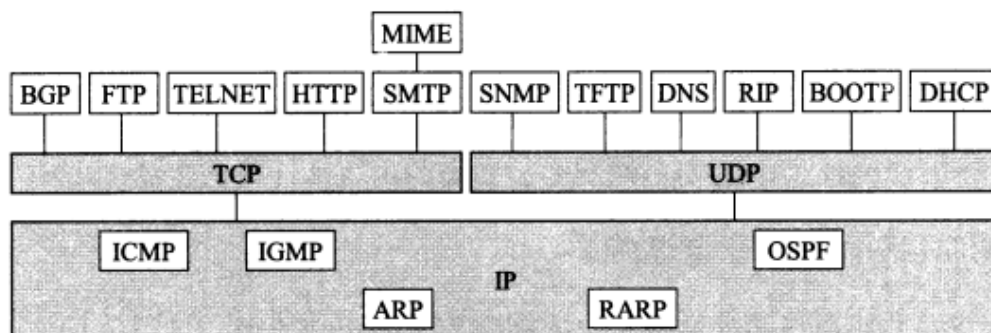 MIME
BGP FTP TELNET HTTP SMTP SNMP TFTP DNS RIP BOOTP DHCP
TCP UDP
ICMP IGMP OSPF
IP
ARP RARP